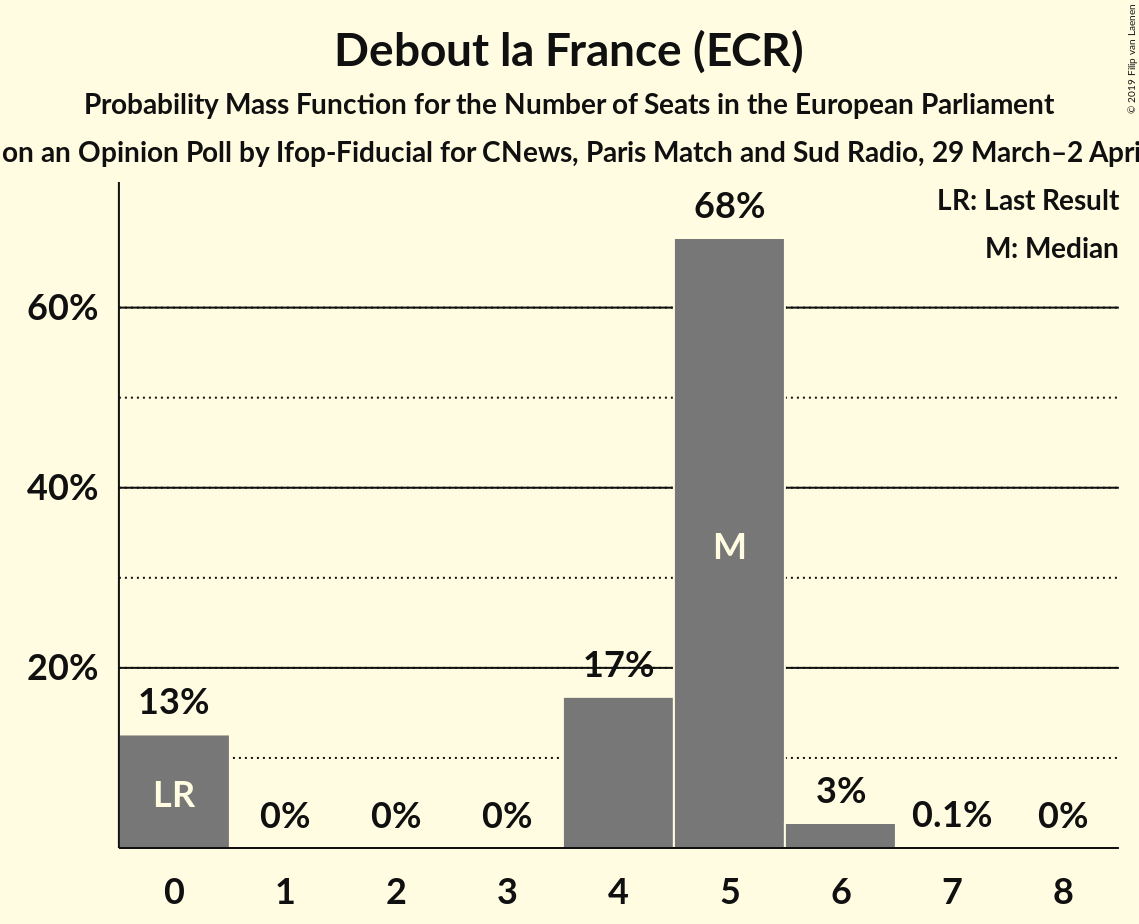 Debout la France (ECR)
Probability Mass Function for the Number of Seats in the European Parliament
on an Opinion Poll by Ifop-Fiducial for CNews, Paris Match and Sud Radio, 29 March–2 Apri
© 2019 Filip van Laenen
LR: Last Result
M: Median
68%
60%
40%
M
20%
17%
13%
LR
0%
0%
0%
3%
0.1%
0%
0 1 2 3 4 5 6 7 8